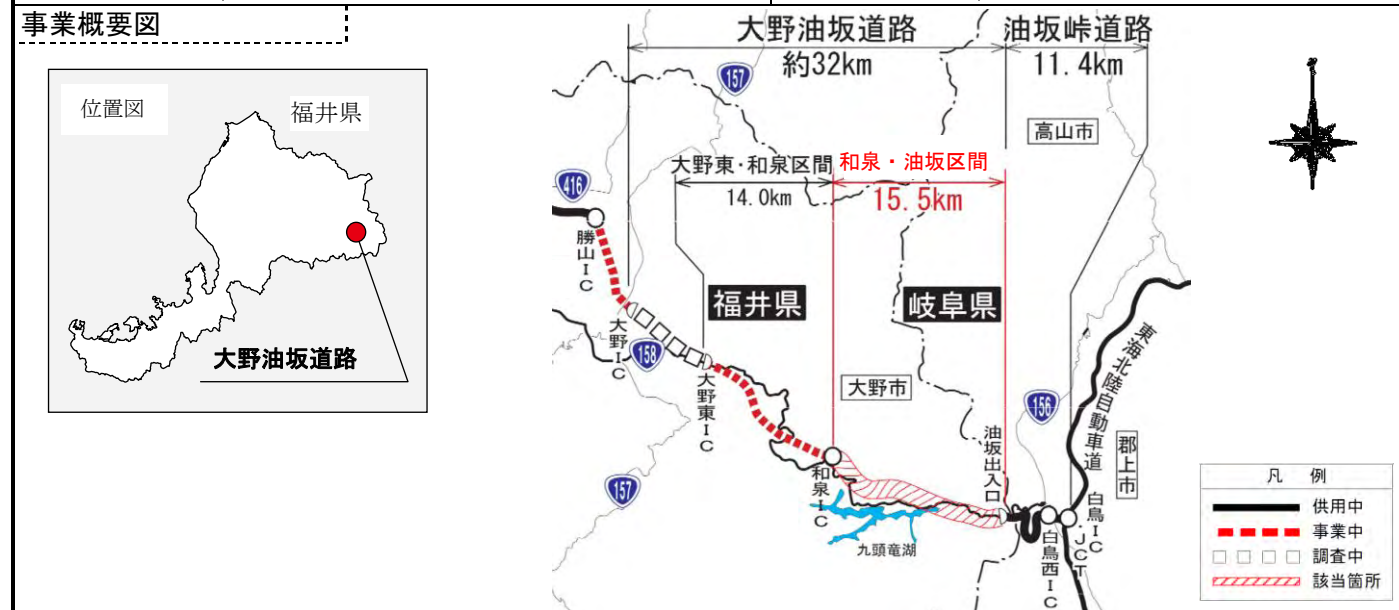 事業概要図
位置図
福井県
大野油坂道路
大野油坂道路
約32km
油坂峠道路
11.4km
157
高山市
大野東・和泉区間
14.0km
和泉・油坂区間
15.5km
416
勝山IC
福井県
岐阜県
大野IC
158
大野東IC
大野市
156
東海北陸自動車道
郡上市
油坂出入口
157
和泉IC
九頭竜湖
白鳥西IC
白鳥IC・JCT
凡 例
供用中
事業中
調査中
該当箇所